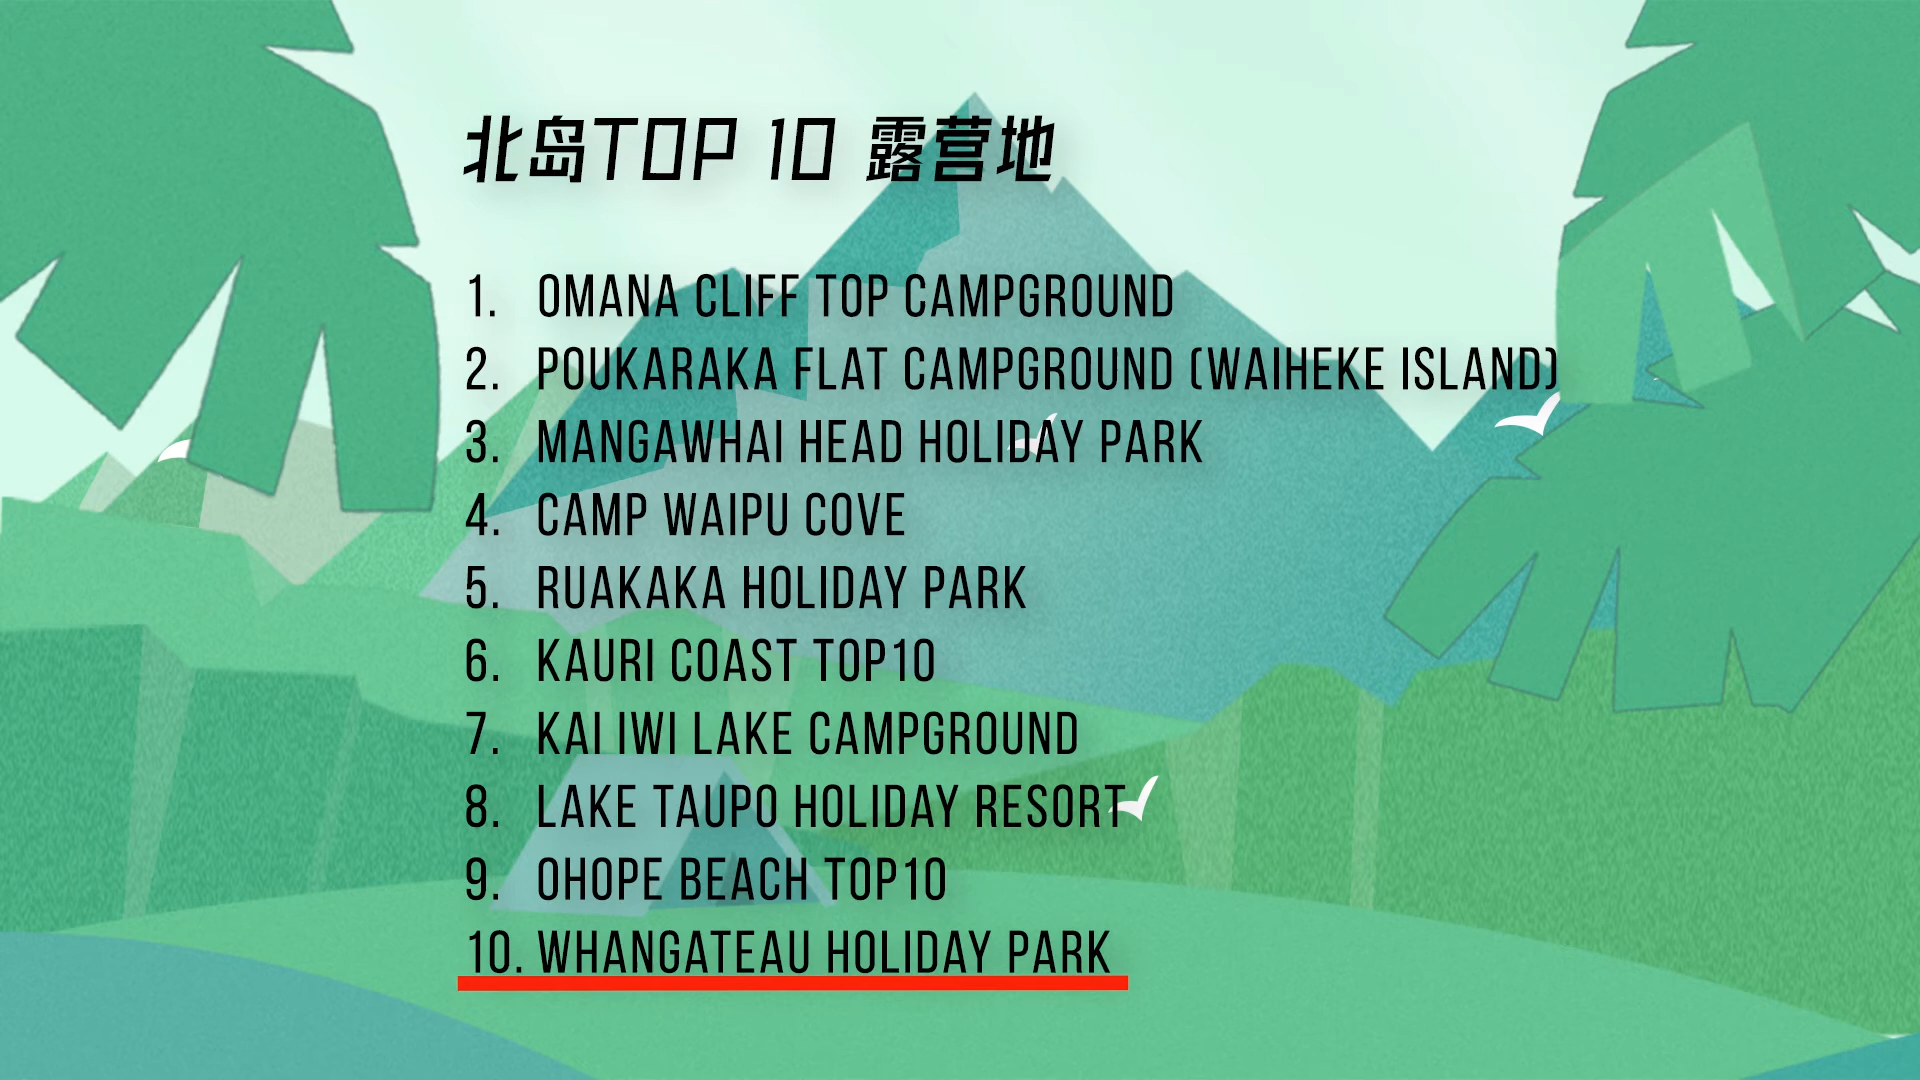 北岛TOP 10 露营地
1. OMANA CLIFF TOP CAMPGROUND
2. POUKARAKA FLAT CAMPGROUND (WAIHEKE ISLAND)
3. MANGAWHAI HEAD HOLIDAY PARK
4. CAMP WAIPU COVE
5. RUAKAKA HOLIDAY PARK
6. KAURI COAST TOP10
7. KAI IWI LAKE CAMPGROUND
8. LAKE TAUPO HOLIDAY RESORT
9. OHOPE BEACH TOP10
10. WHANGATEAU HOLIDAY PARK